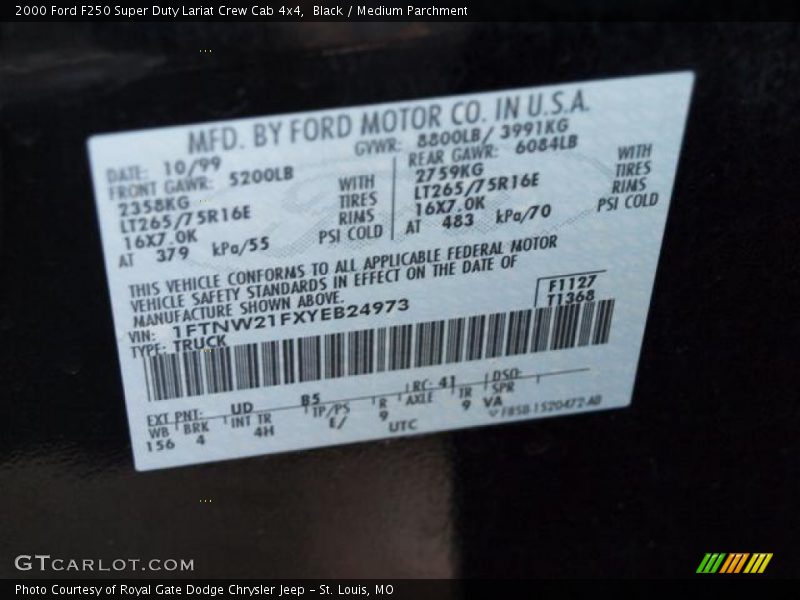 2000 Ford F250 Super Duty Lariat Crew Cab 4x4, Black / Medium Parchment
MFD. BY FORD MOTOR CO. IN U.S.A.
DATE: 10/99 GVWR: 8800LB/ 3991KG
FRONT GAWR: 5200LB REAR GAWR: 6084LB
2358KG WITH 2759KG WITH
LT265/75R16E TIRES LT265/75R16E TIRES
16X7.0K RIMS 16X7.0K RIMS
AT 379 kPa/55 PSI COLD AT 483 kPa/70 PSI COLD
THIS VEHICLE CONFORMS TO ALL APPLICABLE FEDERAL MOTOR
VEHICLE SAFETY STANDARDS IN EFFECT ON THE DATE OF
MANUFACTURE SHOWN ABOVE.
F1127
VIN: 1FTNW21FXYEB24973 T1368
TYPE: TRUCK
EXT PNT: UD B5 RC: 41 DSO:
WB BRK INT TR TP/PS R AXLE TR SPR
156 4 4H E/ 9 9 VA
UTC F85B-1520472-AB
GTCARLOT.COM
Photo Courtesy of Royal Gate Dodge Chrysler Jeep - St. Louis, MO